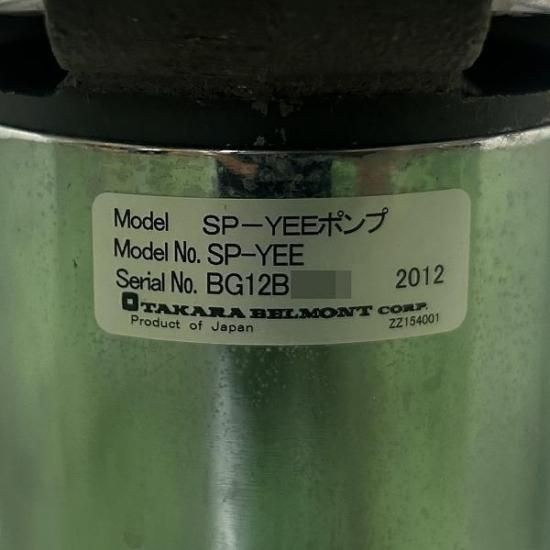 Model SP-YEEポンプ
Model No. SP-YEE
Serial No. BG12B 2012
TAKARA BELMONT CORP.
Product of Japan ZZ154001